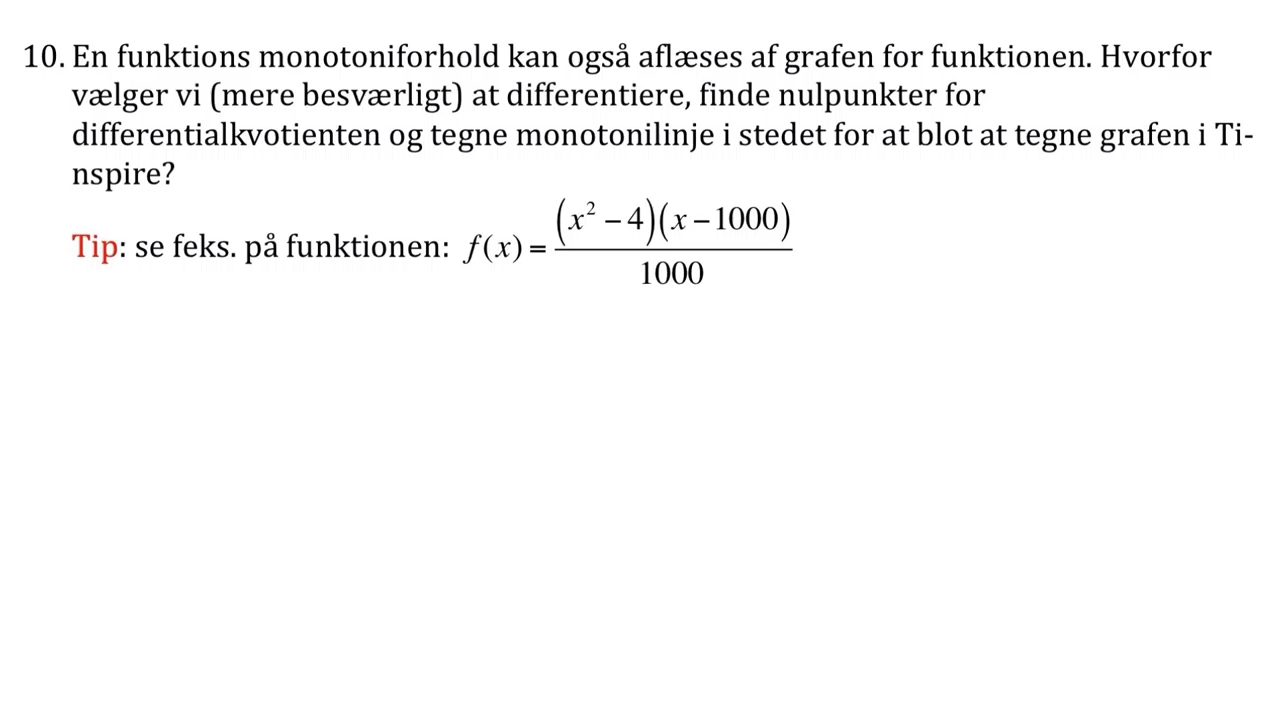 10. En funktions monotoniforhold kan også aflæses af grafen for funktionen. Hvorfor
vælger vi (mere besværligt) at differentiere, finde nulpunkter for
differentialkvotienten og tegne monotonilinje i stedet for at blot at tegne grafen i Ti-
nspire?
Tip: se feks. på funktionen: f(x) = (x² – 4)(x – 1000) / 1000